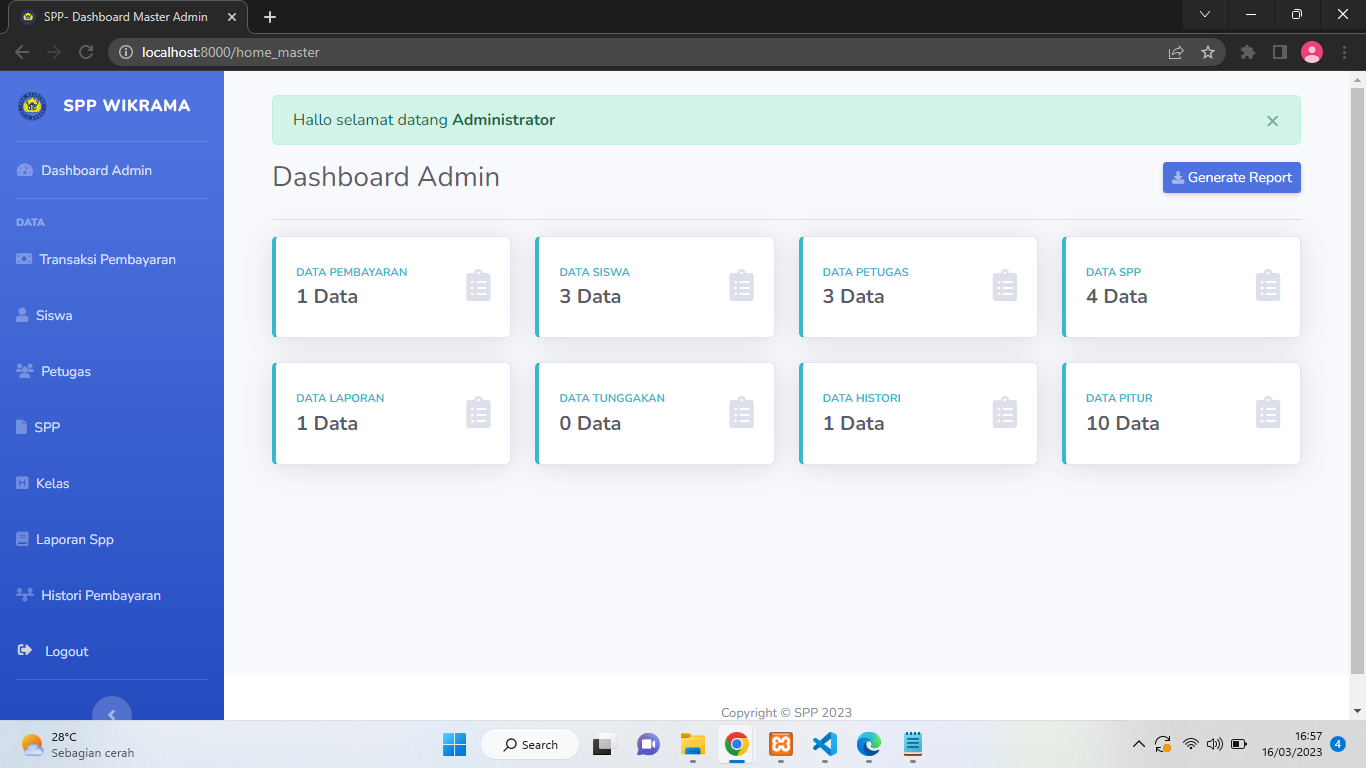 SPP- Dashboard Master Admin
localhost:8000/home_master
SPP WIKRAMA
Dashboard Admin
DATA
Transaksi Pembayaran
Siswa
Petugas
SPP
Kelas
Laporan Spp
Histori Pembayaran
Logout
Hallo selamat datang Administrator
Dashboard Admin
Generate Report
DATA PEMBAYARAN
1 Data
DATA SISWA
3 Data
DATA PETUGAS
3 Data
DATA SPP
4 Data
DATA LAPORAN
1 Data
DATA TUNGGAKAN
0 Data
DATA HISTORI
1 Data
DATA PITUR
10 Data
Copyright © SPP 2023
28°C
Sebagian cerah
Search
16:57
16/03/2023
4